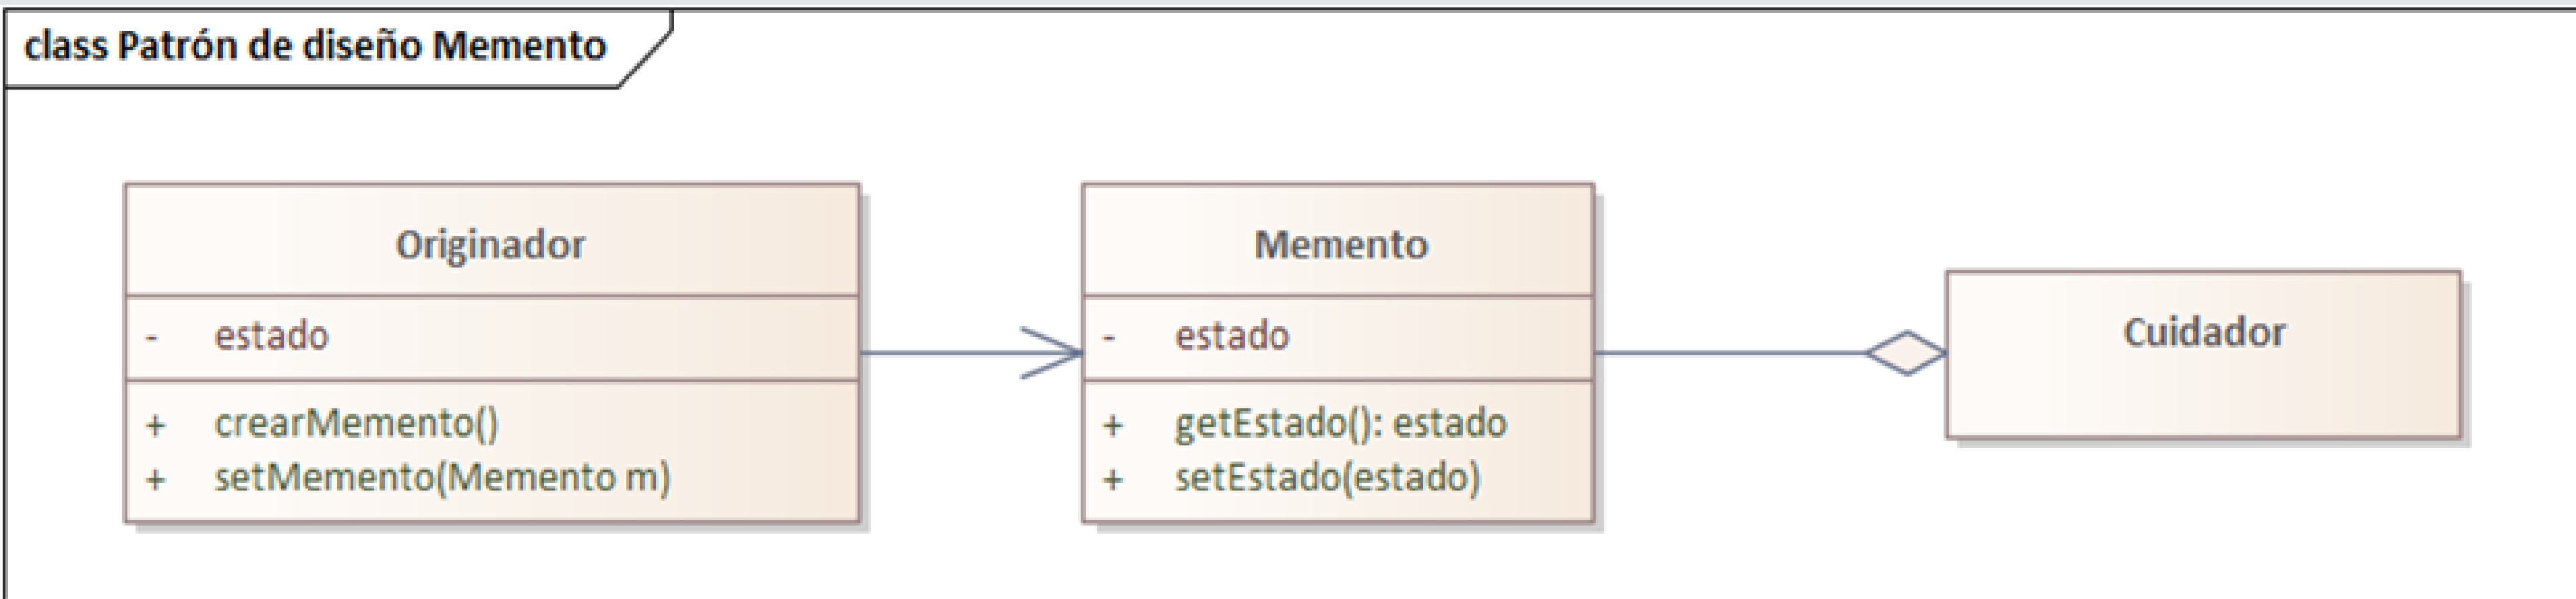 class Patrón de diseño Memento
Originador
- estado
+ crearMemento()
+ setMemento(Memento m)
Memento
- estado
+ getEstado(): estado
+ setEstado(estado)
Cuidador